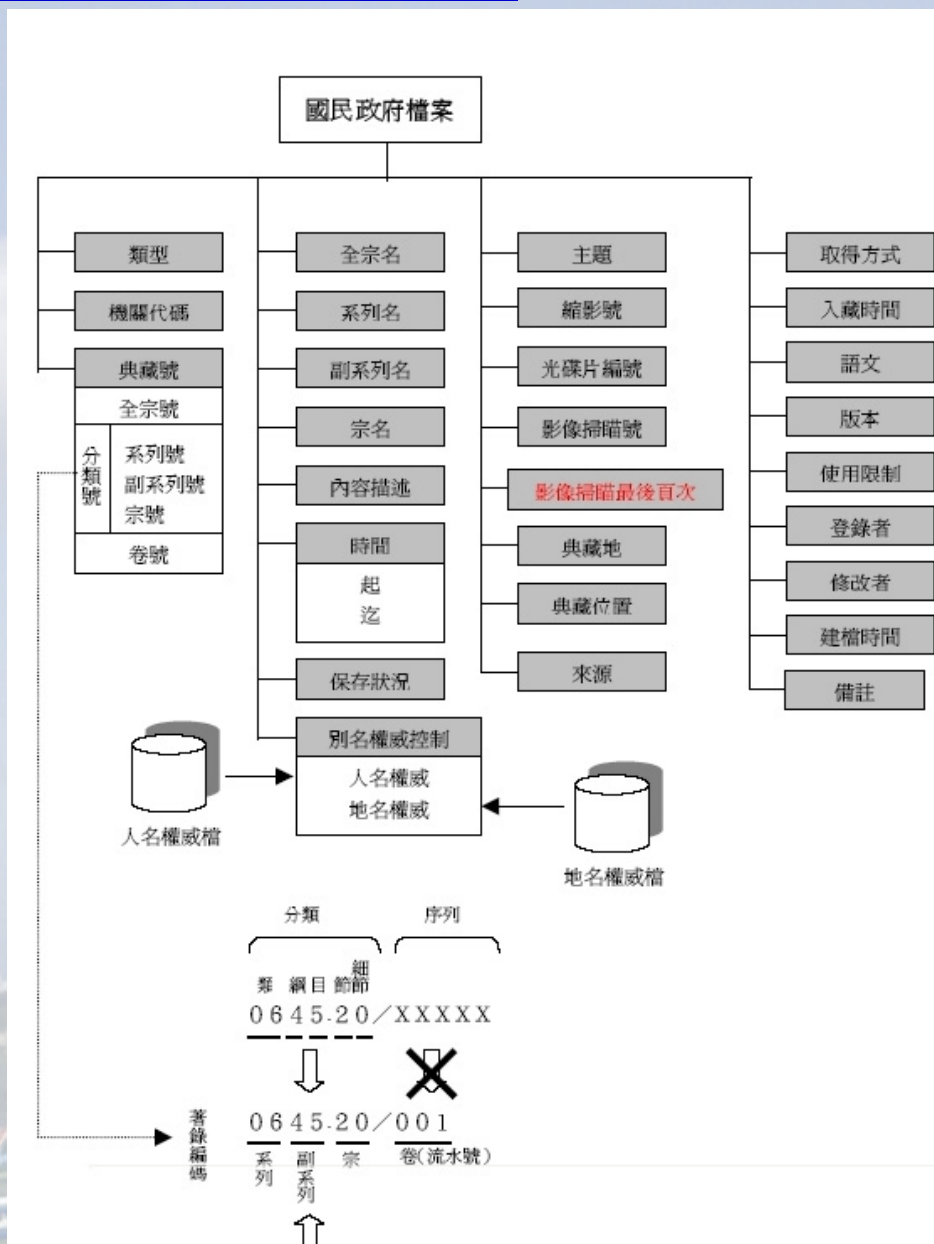 國民政府檔案
類型
機關代碼
典藏號
全宗號
分類號
系列號
副系列號
宗號
卷號
全宗名
系列名
副系列名
宗名
內容描述
時間
起
迄
保存狀況
別名權威控制
人名權威
地名權威
主題
縮影號
光碟片編號
影像掃瞄號
影像掃瞄最後頁次
典藏地
典藏位置
來源
取得方式
入藏時間
語文
版本
使用限制
登錄者
修改者
建檔時間
備註
人名權威檔
地名權威檔
分類 序列
類 綱目 節細節
0645.20/XXXXX
著錄編碼
0645.20/001
系列 副系列 宗 卷(流水號)